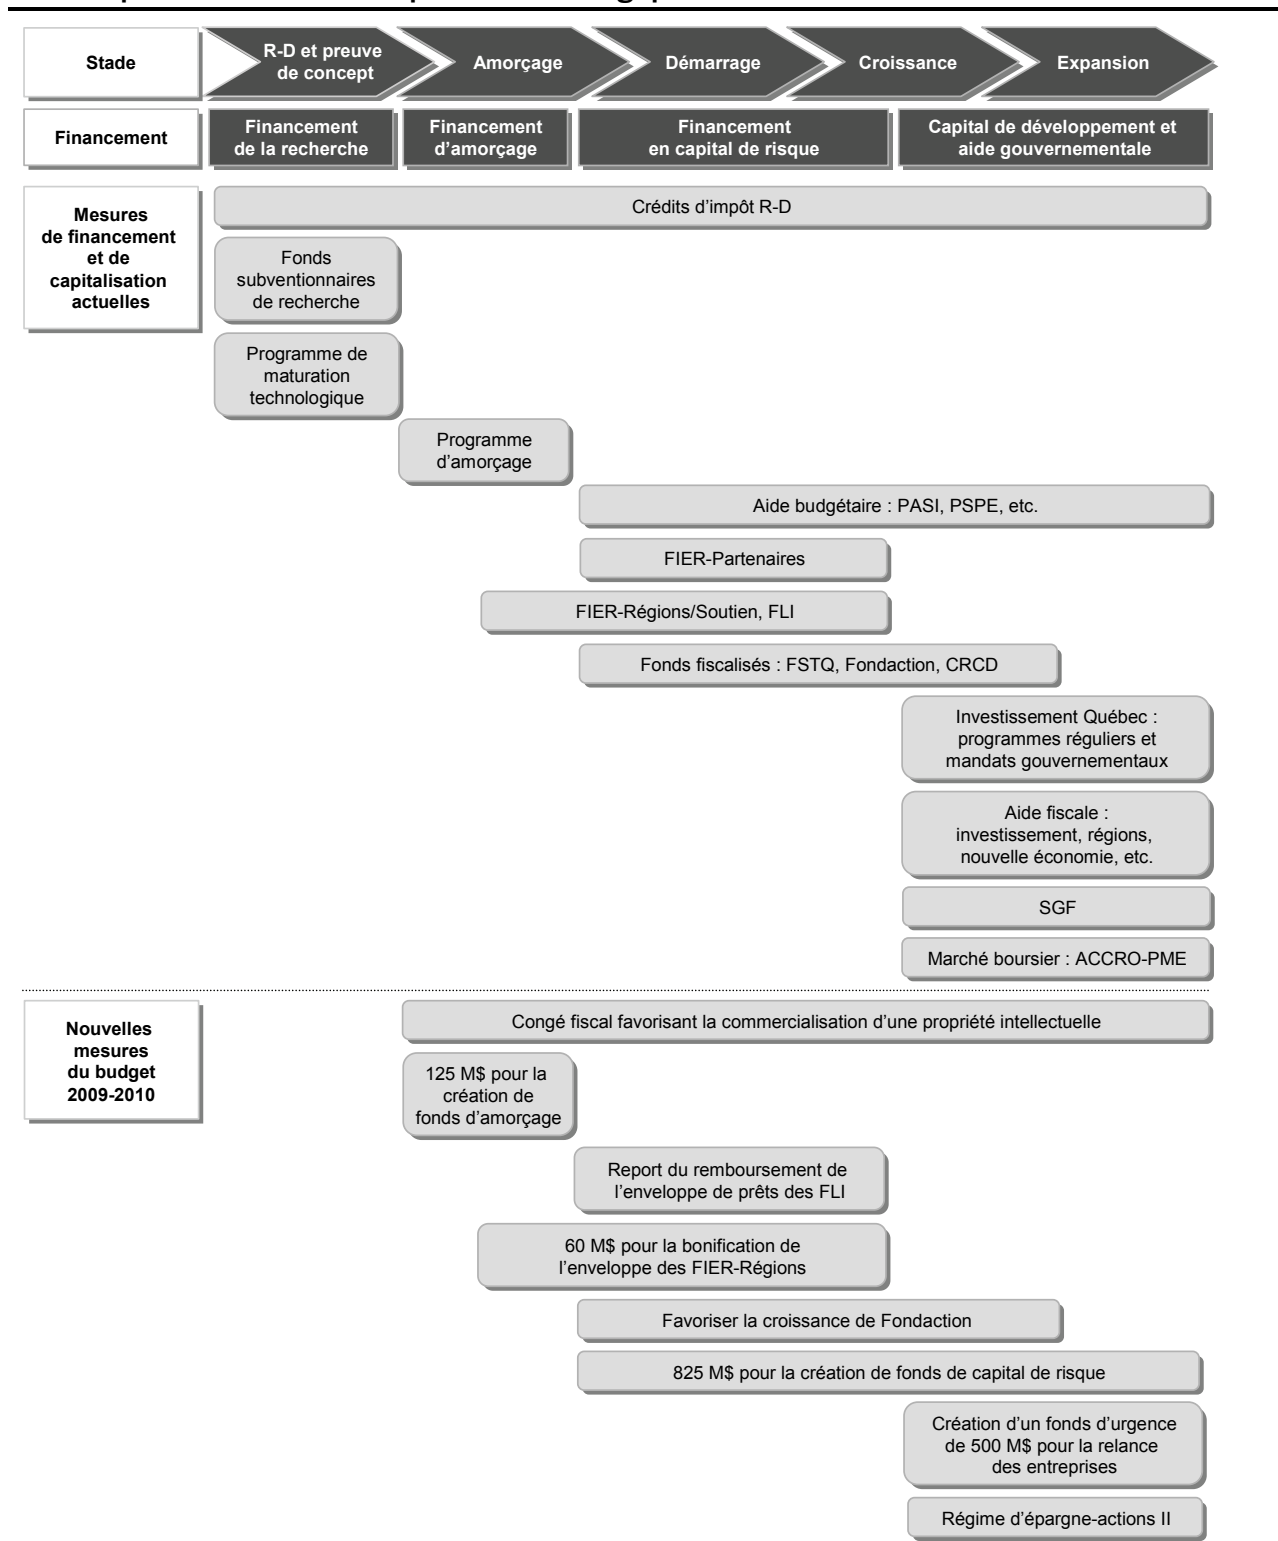 Stade
R-D et preuve
de concept
Amorçage
Démarrage
Croissance
Expansion
Financement
Financement
de la recherche
Financement
d'amorçage
Financement
en capital de risque
Capital de développement et
aide gouvernementale
Mesures
de financement
et de
capitalisation
actuelles
Crédits d'impôt R-D
Fonds
subventionnaires
de recherche
Programme de
maturation
technologique
Programme
d'amorçage
Aide budgétaire : PASI, PSPE, etc.
FIER-Partenaires
FIER-Régions/Soutien, FLI
Fonds fiscalisés : FSTQ, Fondaction, CRCD
Investissement Québec :
programmes réguliers et
mandats gouvernementaux
Aide fiscale :
investissement, régions,
nouvelle économie, etc.
SGF
Marché boursier : ACCRO-PME
Nouvelles
mesures
du budget
2009-2010
Congé fiscal favorisant la commercialisation d'une propriété intellectuelle
125 M$ pour la
création de
fonds d'amorçage
Report du remboursement de
l'enveloppe de prêts des FLI
60 M$ pour la bonification de
l'enveloppe des FIER-Régions
Favoriser la croissance de Fondaction
825 M$ pour la création de fonds de capital de risque
Création d'un fonds d'urgence
de 500 M$ pour la relance
des entreprises
Régime d'épargne-actions II